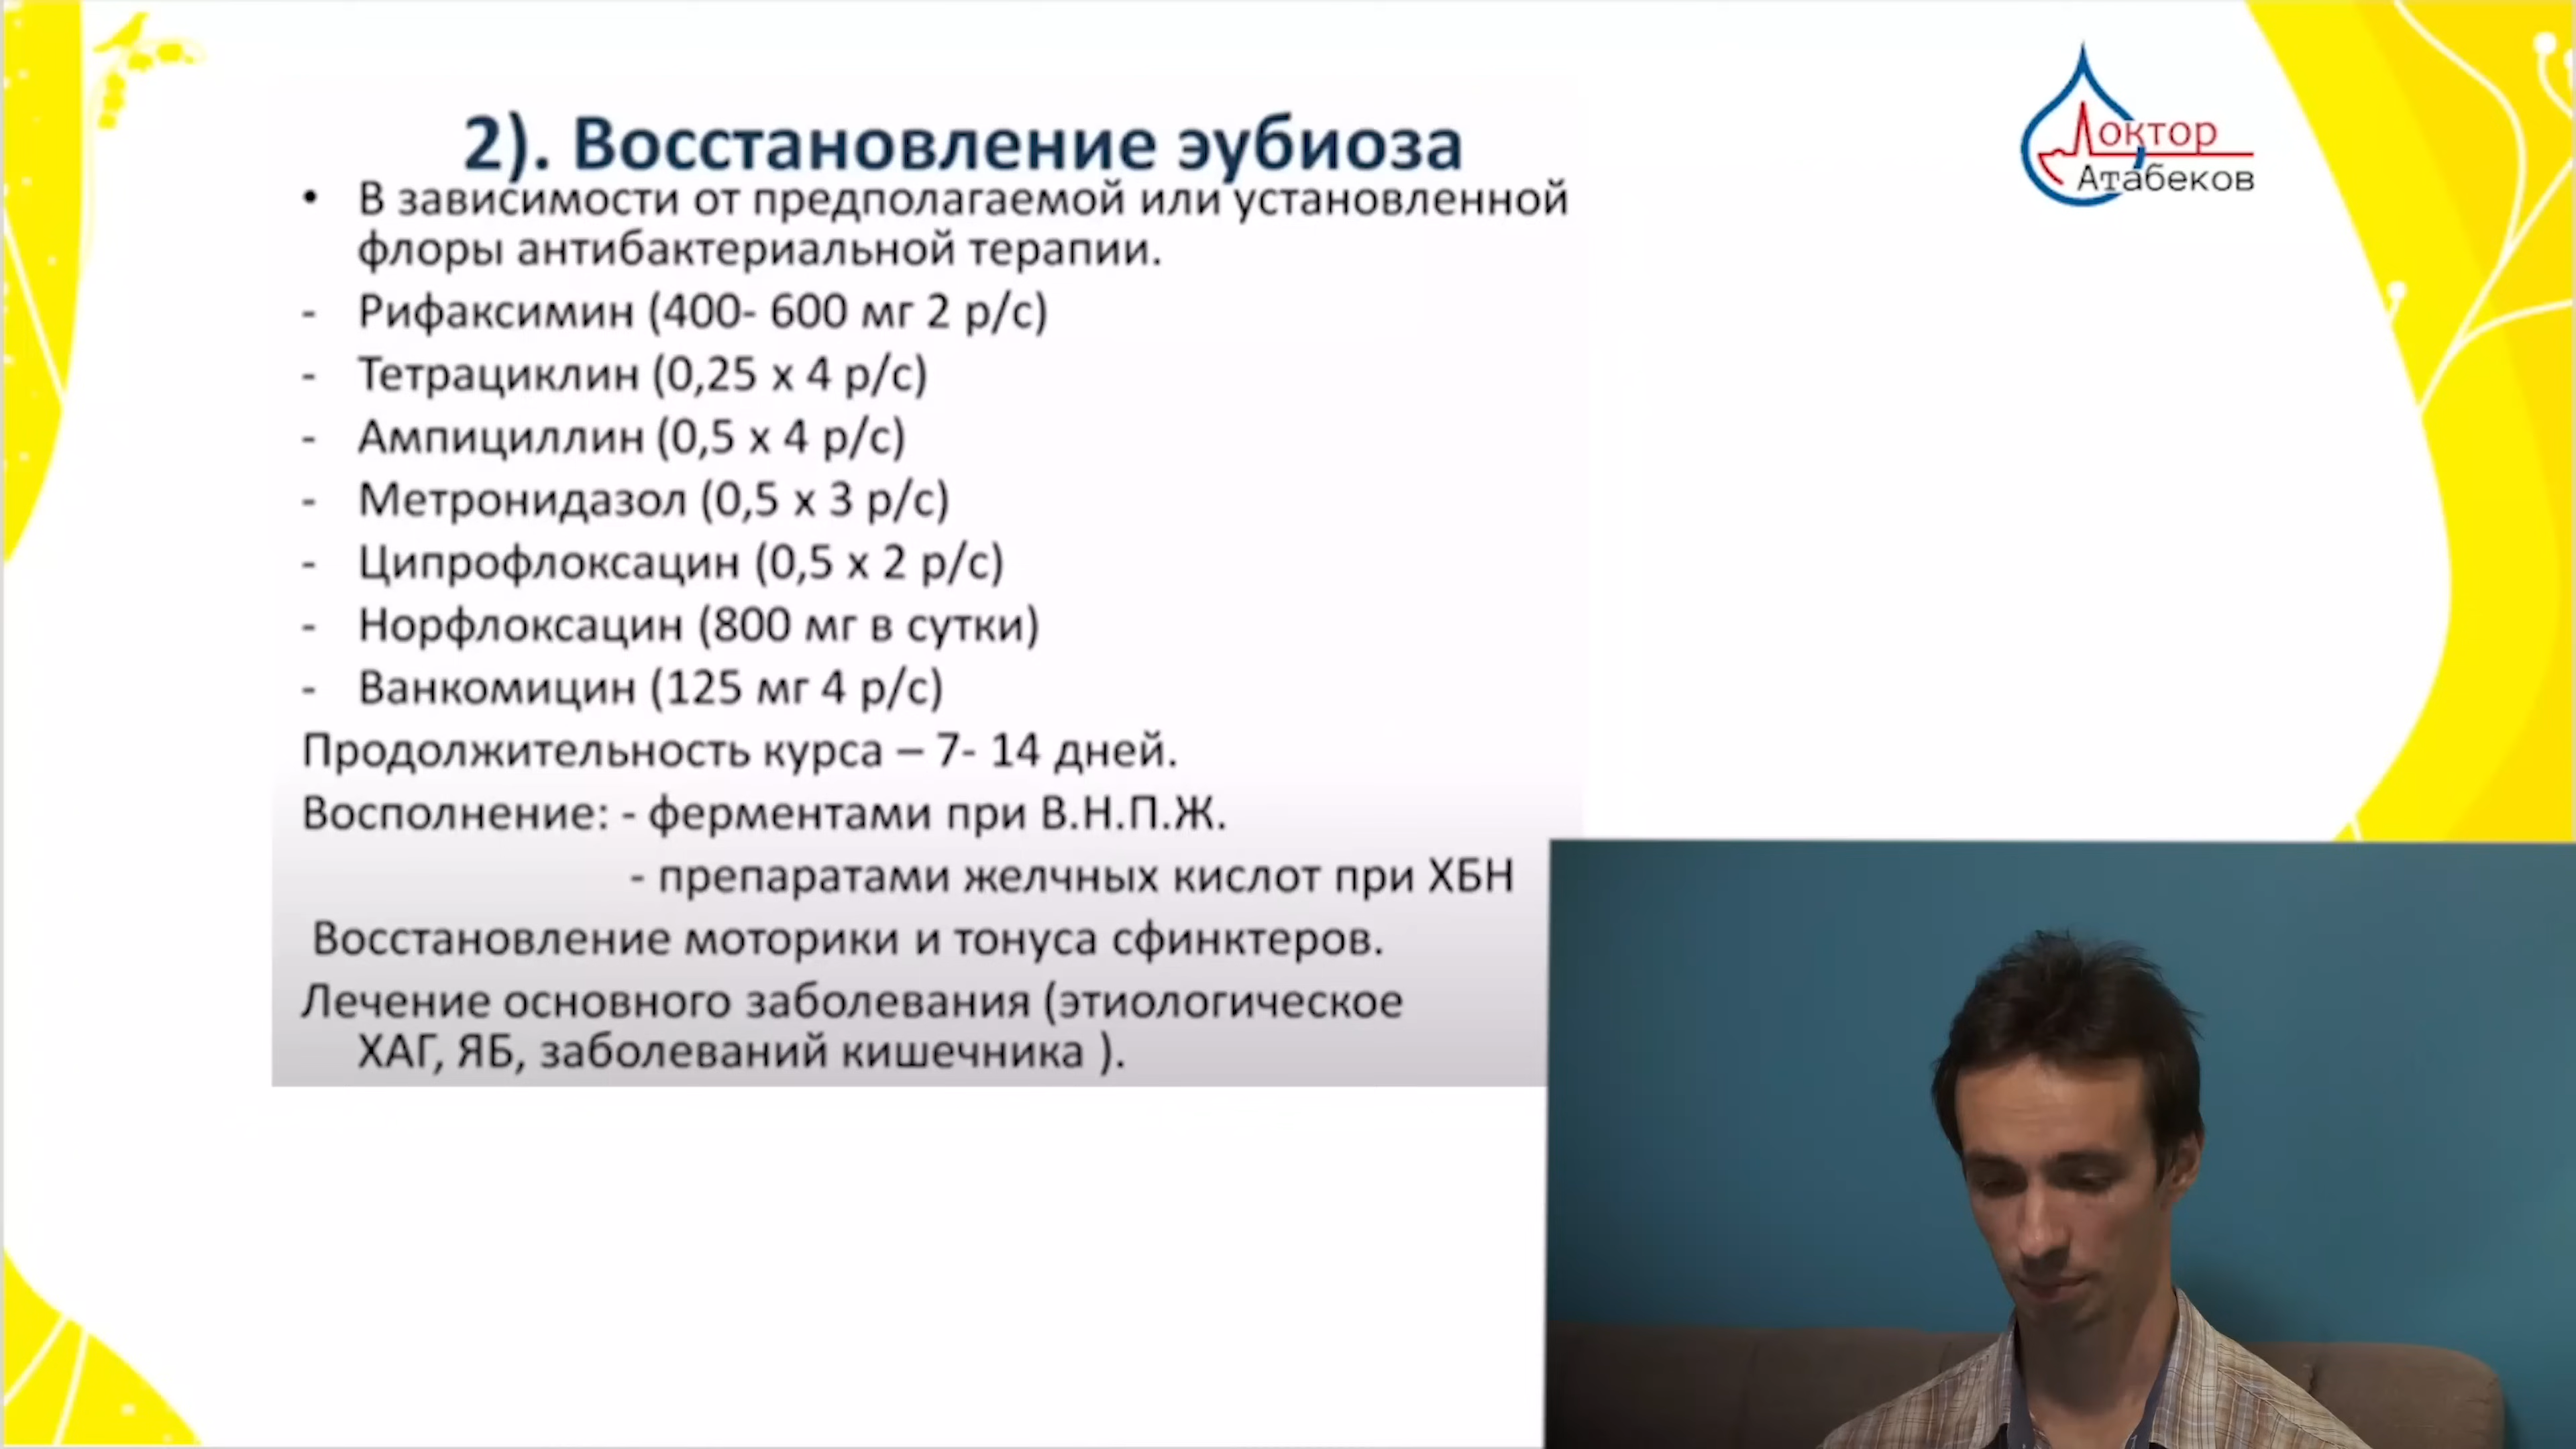 2). Восстановление эубиоза
• В зависимости от предполагаемой или установленной
флоры антибактериальной терапии.
- Рифаксимин (400- 600 мг 2 р/с)
- Тетрациклин (0,25 х 4 р/с)
- Ампициллин (0,5 х 4 р/с)
- Метронидазол (0,5 х 3 р/с)
- Ципрофлоксацин (0,5 х 2 р/с)
- Норфлоксацин (800 мг в сутки)
- Ванкомицин (125 мг 4 р/с)
Продолжительность курса – 7- 14 дней.
Восполнение: - ферментами при В.Н.П.Ж.
- препаратами желчных кислот при ХБН
Восстановление моторики и тонуса сфинктеров.
Лечение основного заболевания (этиологическое
ХАГ, ЯБ, заболеваний кишечника ).
Доктор
Атабеков